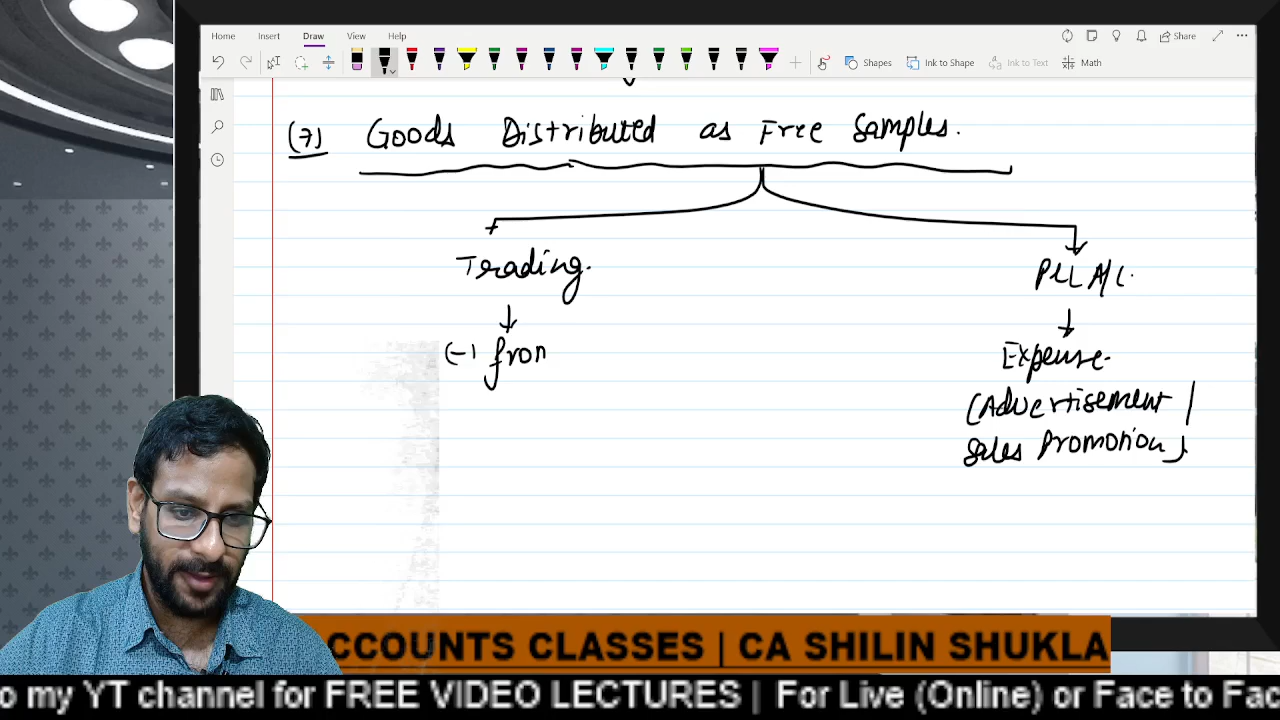 Home Insert Draw View Help Share
Shapes Ink to Shape Ink to Text Math
(7) Goods Distributed as Free Samples.
Trading. P&L A/C.
(-) from Expense.
(Advertisement /
Sales Promotion)
CCOUNTS CLASSES | CA SHILIN SHUKLA
o my YT channel for FREE VIDEO LECTURES | For Live (Online) or Face to Fac